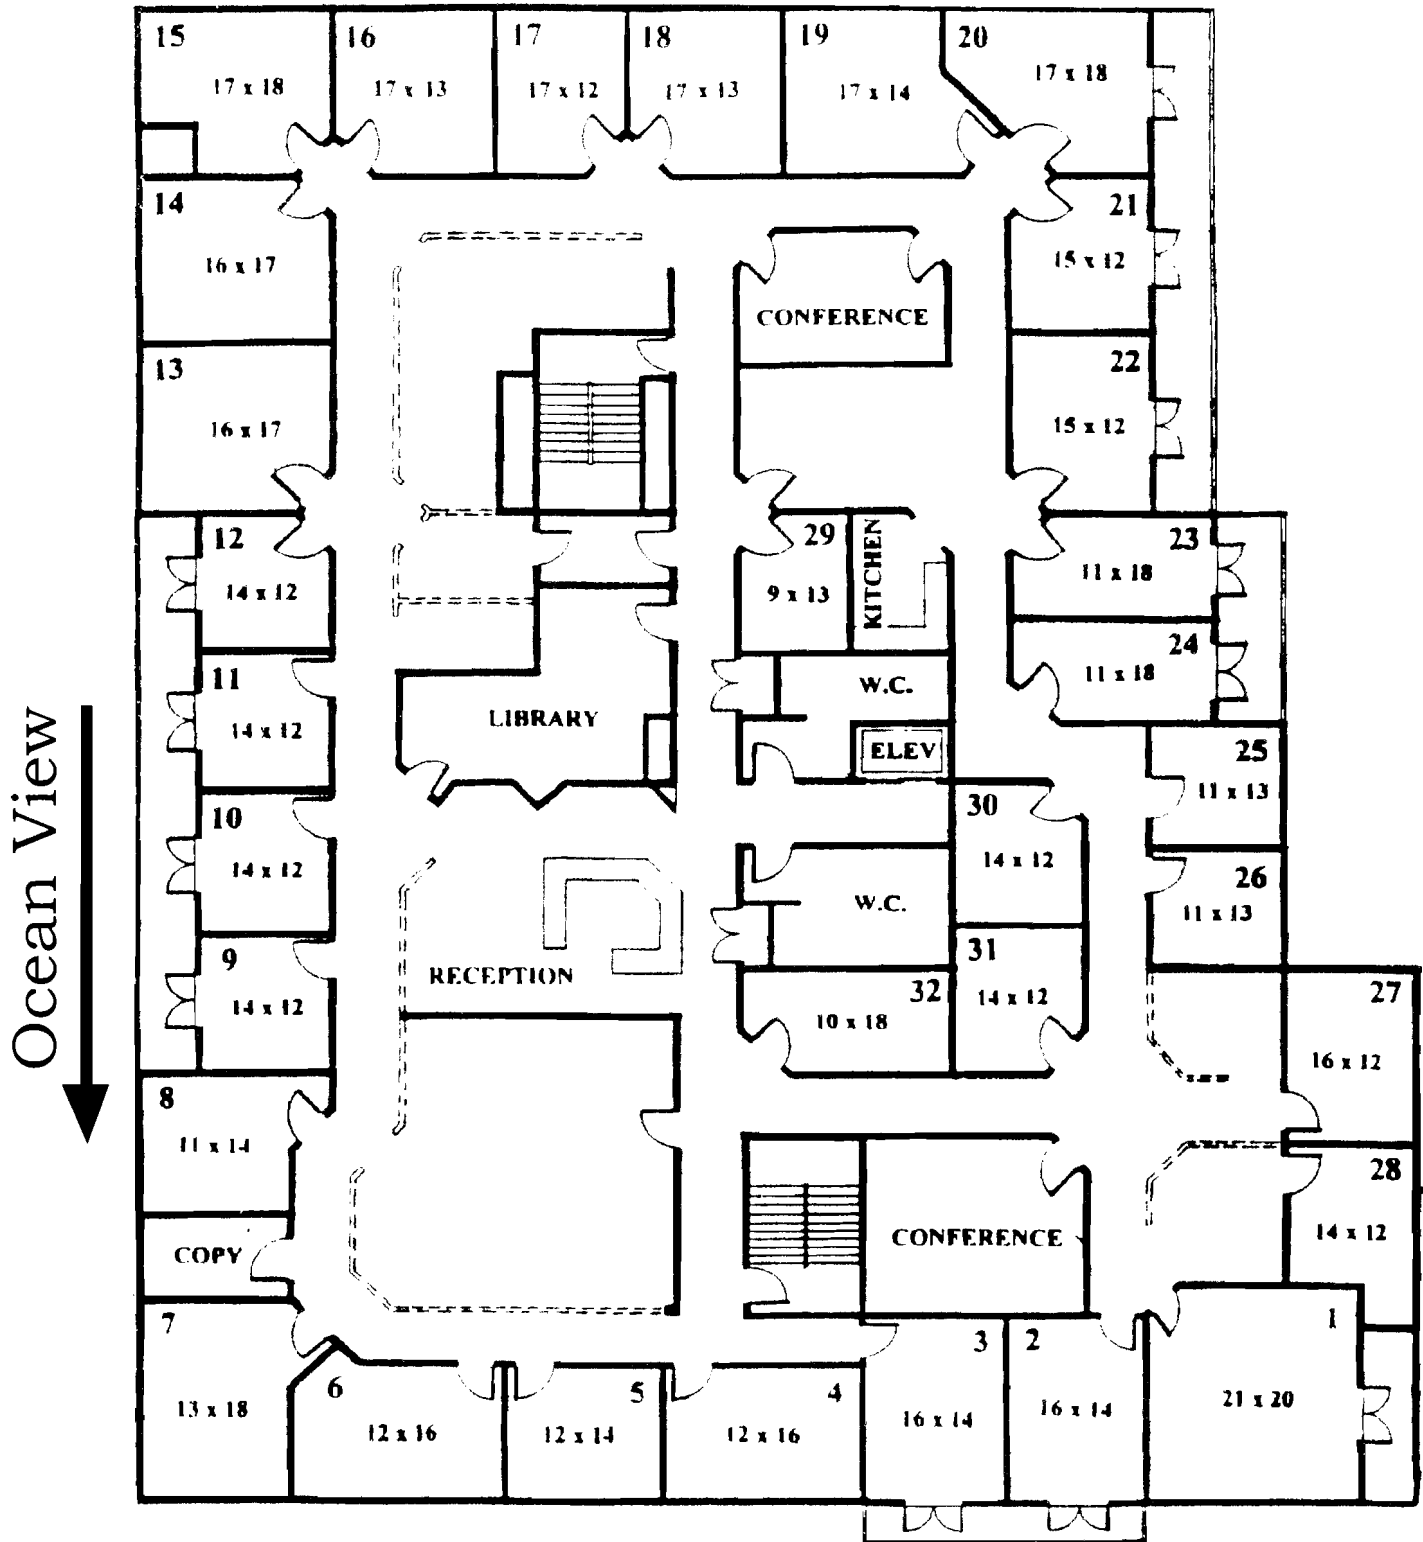 15
17 x 18
16
17 x 13
17
17 x 12
18
17 x 13
19
17 x 14
20
17 x 18
14
16 x 17
21
15 x 12
CONFERENCE
13
16 x 17
22
15 x 12
12
14 x 12
29
9 x 13
KITCHEN
23
11 x 18
11
14 x 12
LIBRARY
W.C.
24
11 x 18
ELEV
25
11 x 13
Ocean View
10
14 x 12
30
14 x 12
26
11 x 13
W.C.
9
14 x 12
RECEPTION
32
10 x 18
31
14 x 12
27
16 x 12
8
11 x 14
28
14 x 12
COPY
CONFERENCE
7
13 x 18
6
12 x 16
5
12 x 14
4
12 x 16
3
16 x 14
2
16 x 14
1
21 x 20